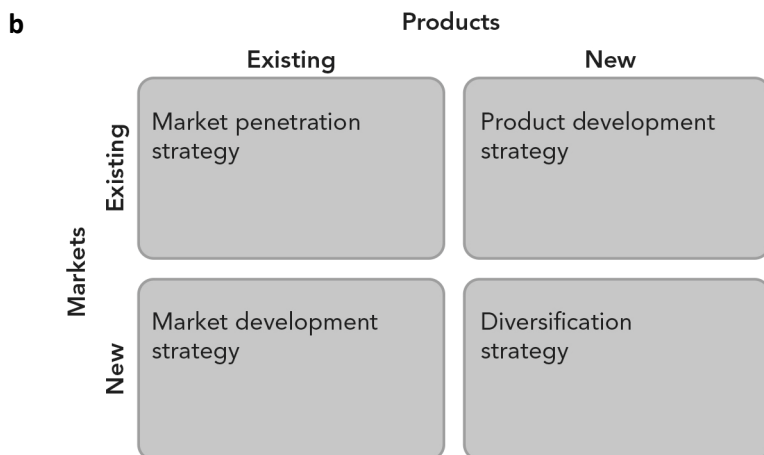 b
Products
Existing
New
Markets
Existing
Market penetration
strategy
Product development
strategy
New
Market development
strategy
Diversification
strategy